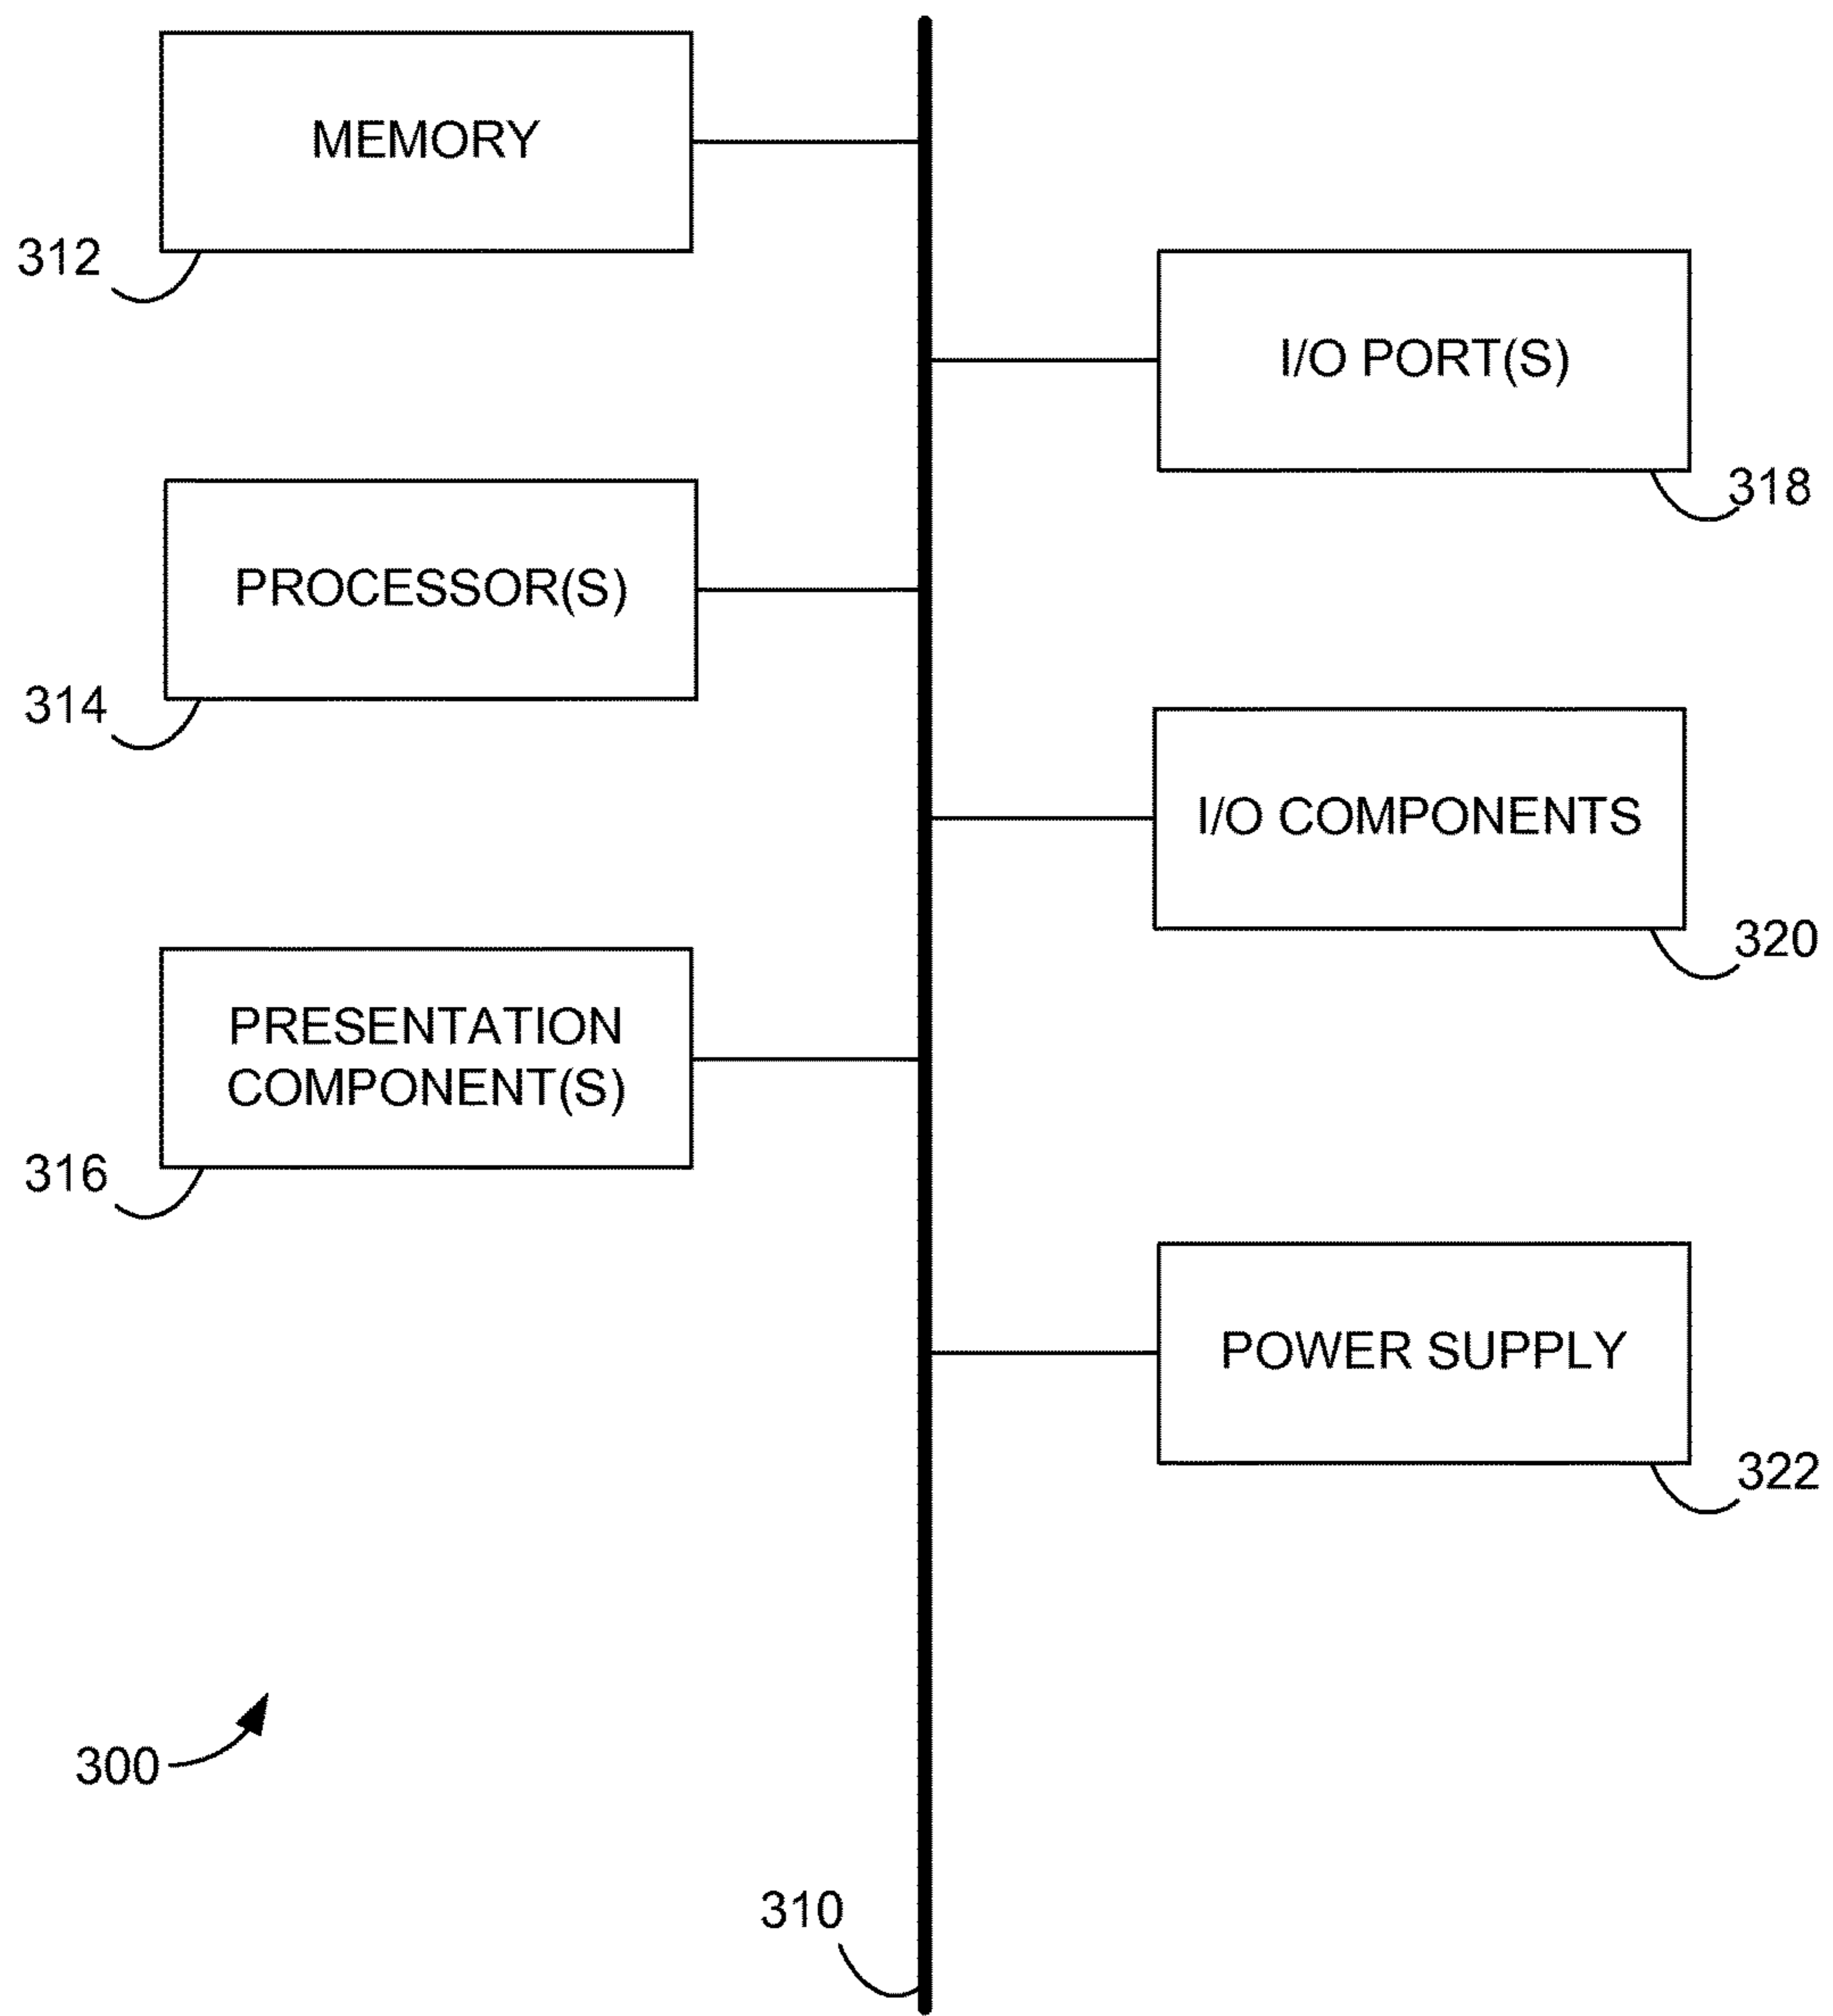 MEMORY
312
I/O PORT(S)
318
PROCESSOR(S)
314
I/O COMPONENTS
320
PRESENTATION
COMPONENT(S)
316
POWER SUPPLY
322
300
310